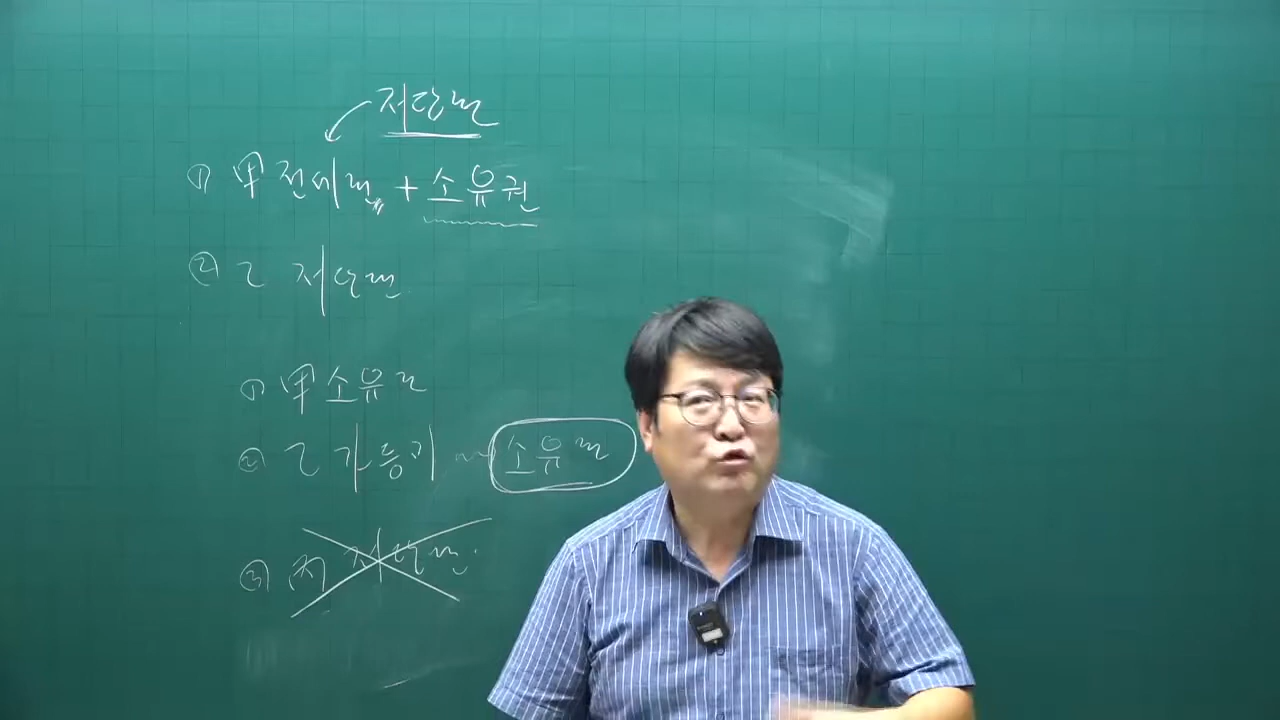 저당권
① 甲 전세권 + 소유권
② 乙 저당권
① 甲 소유권
② 乙 가등기 ~ 소유권
③ 丙 저당권